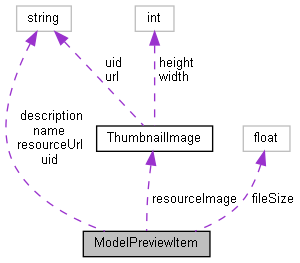 string
int
uid
url
height
width
description
name
resourceUrl
uid
ThumbnailImage
float
resourceImage
fileSize
ModelPreviewItem